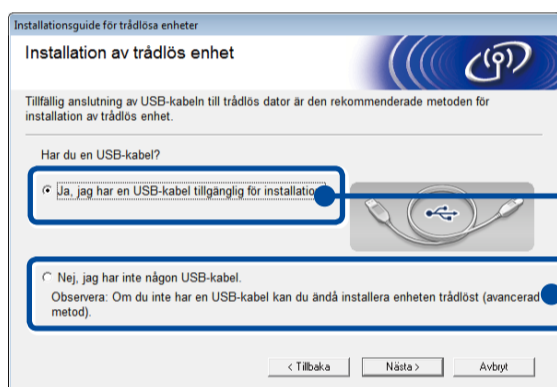 Installationsguide för trådlösa enheter
Installation av trådlös enhet
Tillfällig anslutning av USB-kabeln till trådlös dator är den rekommenderade metoden för
installation av trådlös enhet.
Har du en USB-kabel?
Ja, jag har en USB-kabel tillgänglig för installation
Nej, jag har inte någon USB-kabel.
Observera: Om du inte har en USB-kabel kan du ändå installera enheten trådlöst (avancerad
metod).
< Tillbaka
Nästa >
Avbryt